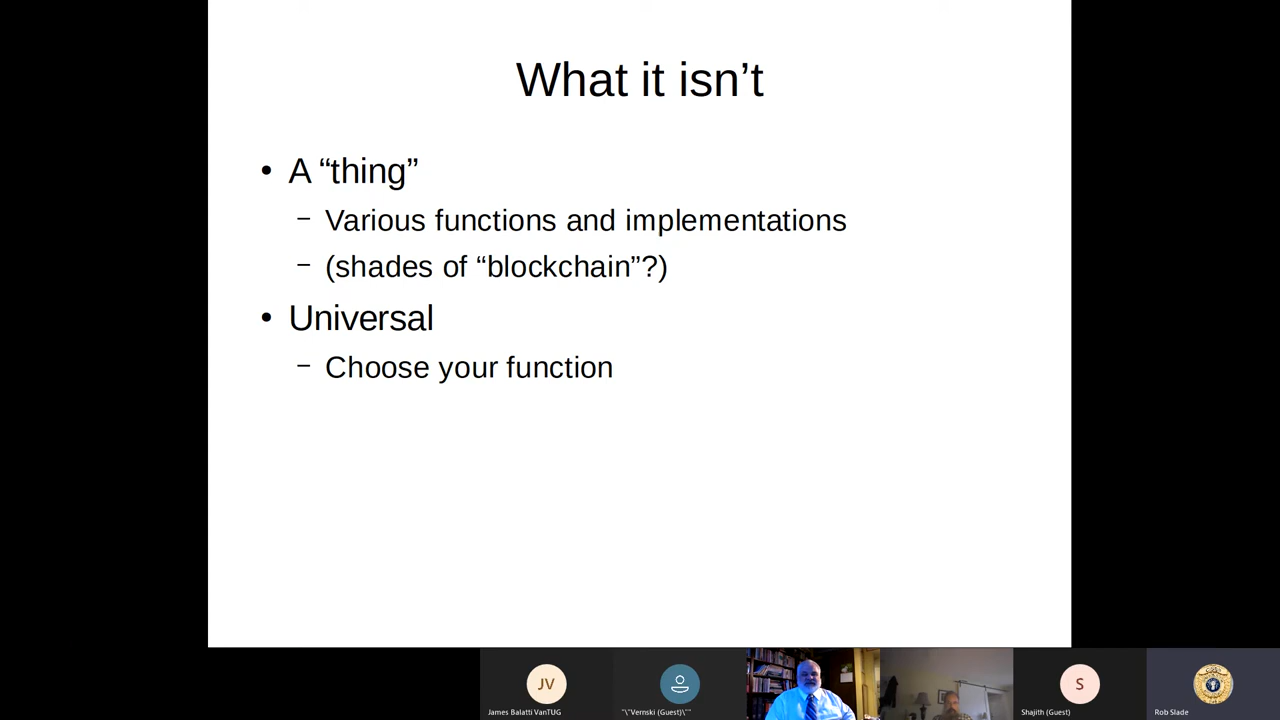 What it isn’t
• A “thing”
– Various functions and implementations
– (shades of “blockchain”?)
• Universal
– Choose your function
JV
S
James Balatti VanTUG
"\"Vernski (Guest)\"
Shajith (Guest)
Rob Slade